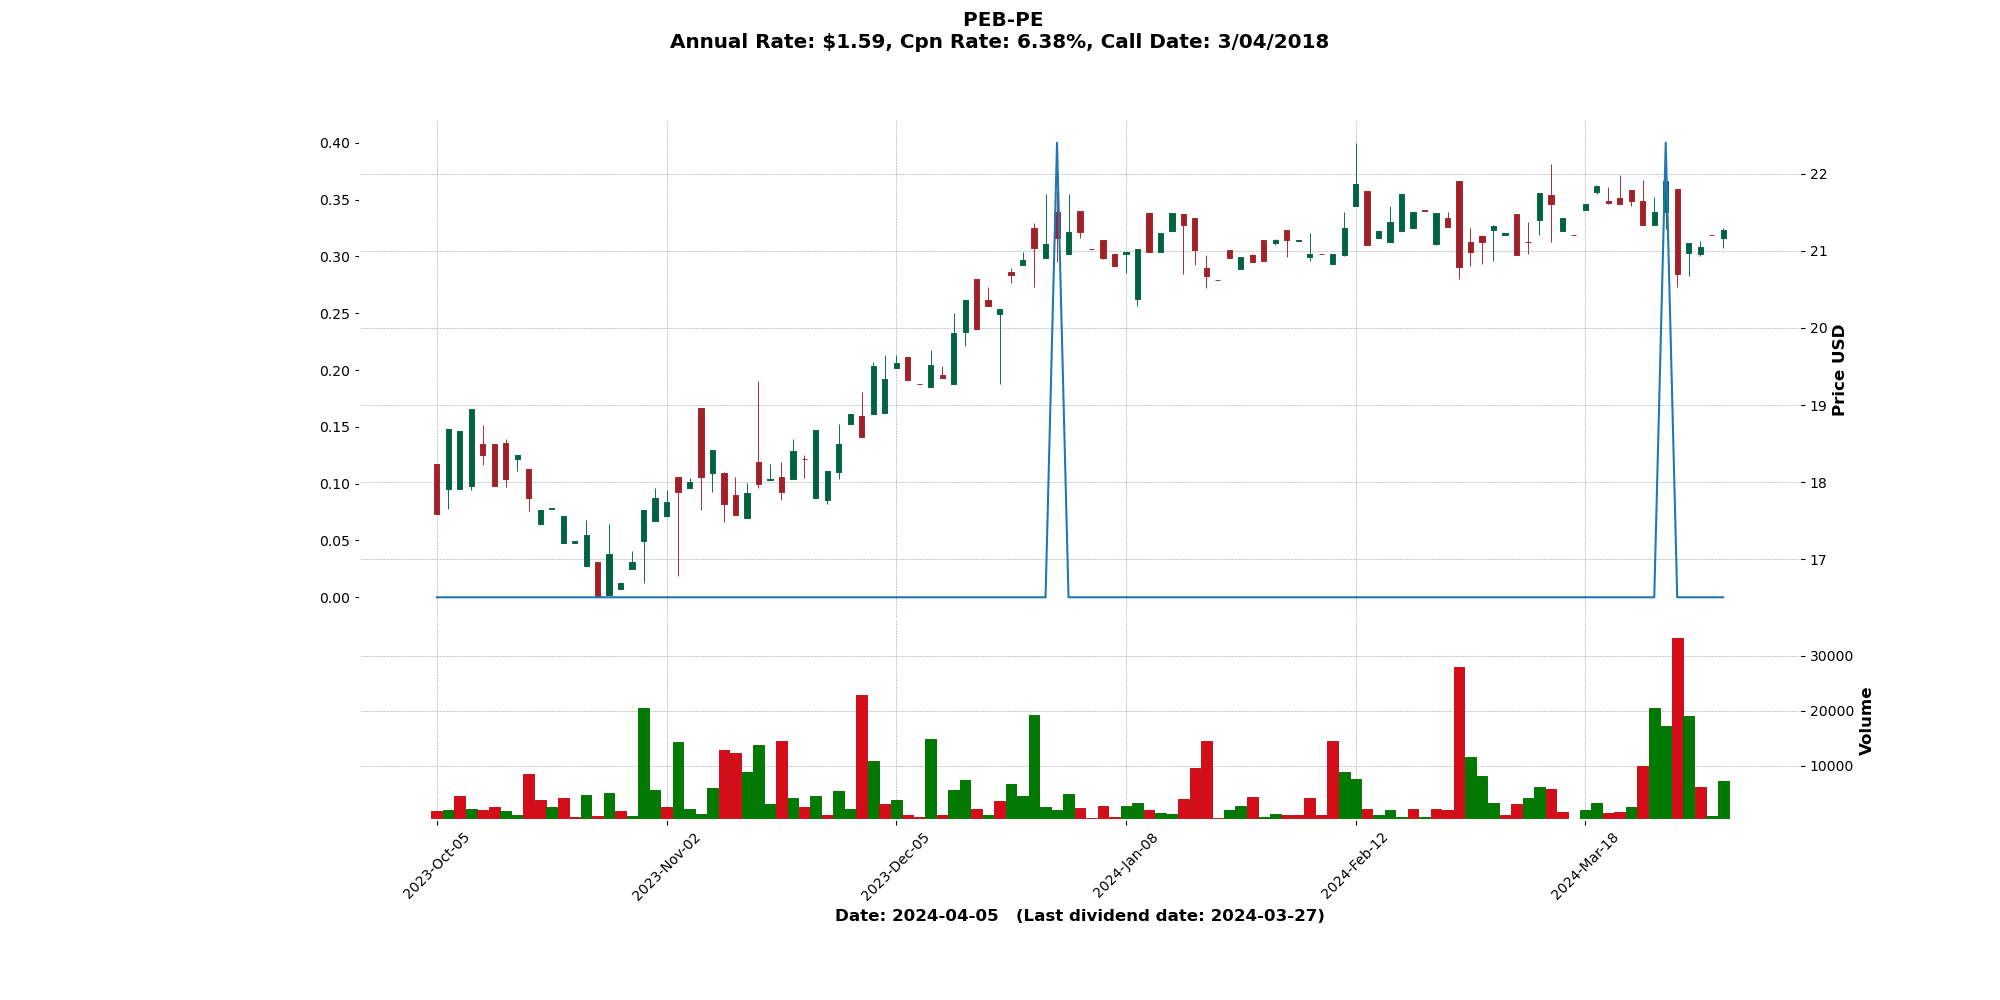 PEB-PE
Annual Rate: $1.59, Cpn Rate: 6.38%, Call Date: 3/04/2018
0.40
0.35
0.30
0.25
0.20
0.15
0.10
0.05
0.00
22
21
20
19
18
17
Price USD
30000
20000
10000
Volume
2023-Oct-05
2023-Nov-02
2023-Dec-05
2024-Jan-08
2024-Feb-12
2024-Mar-18
Date: 2024-04-05 (Last dividend date: 2024-03-27)